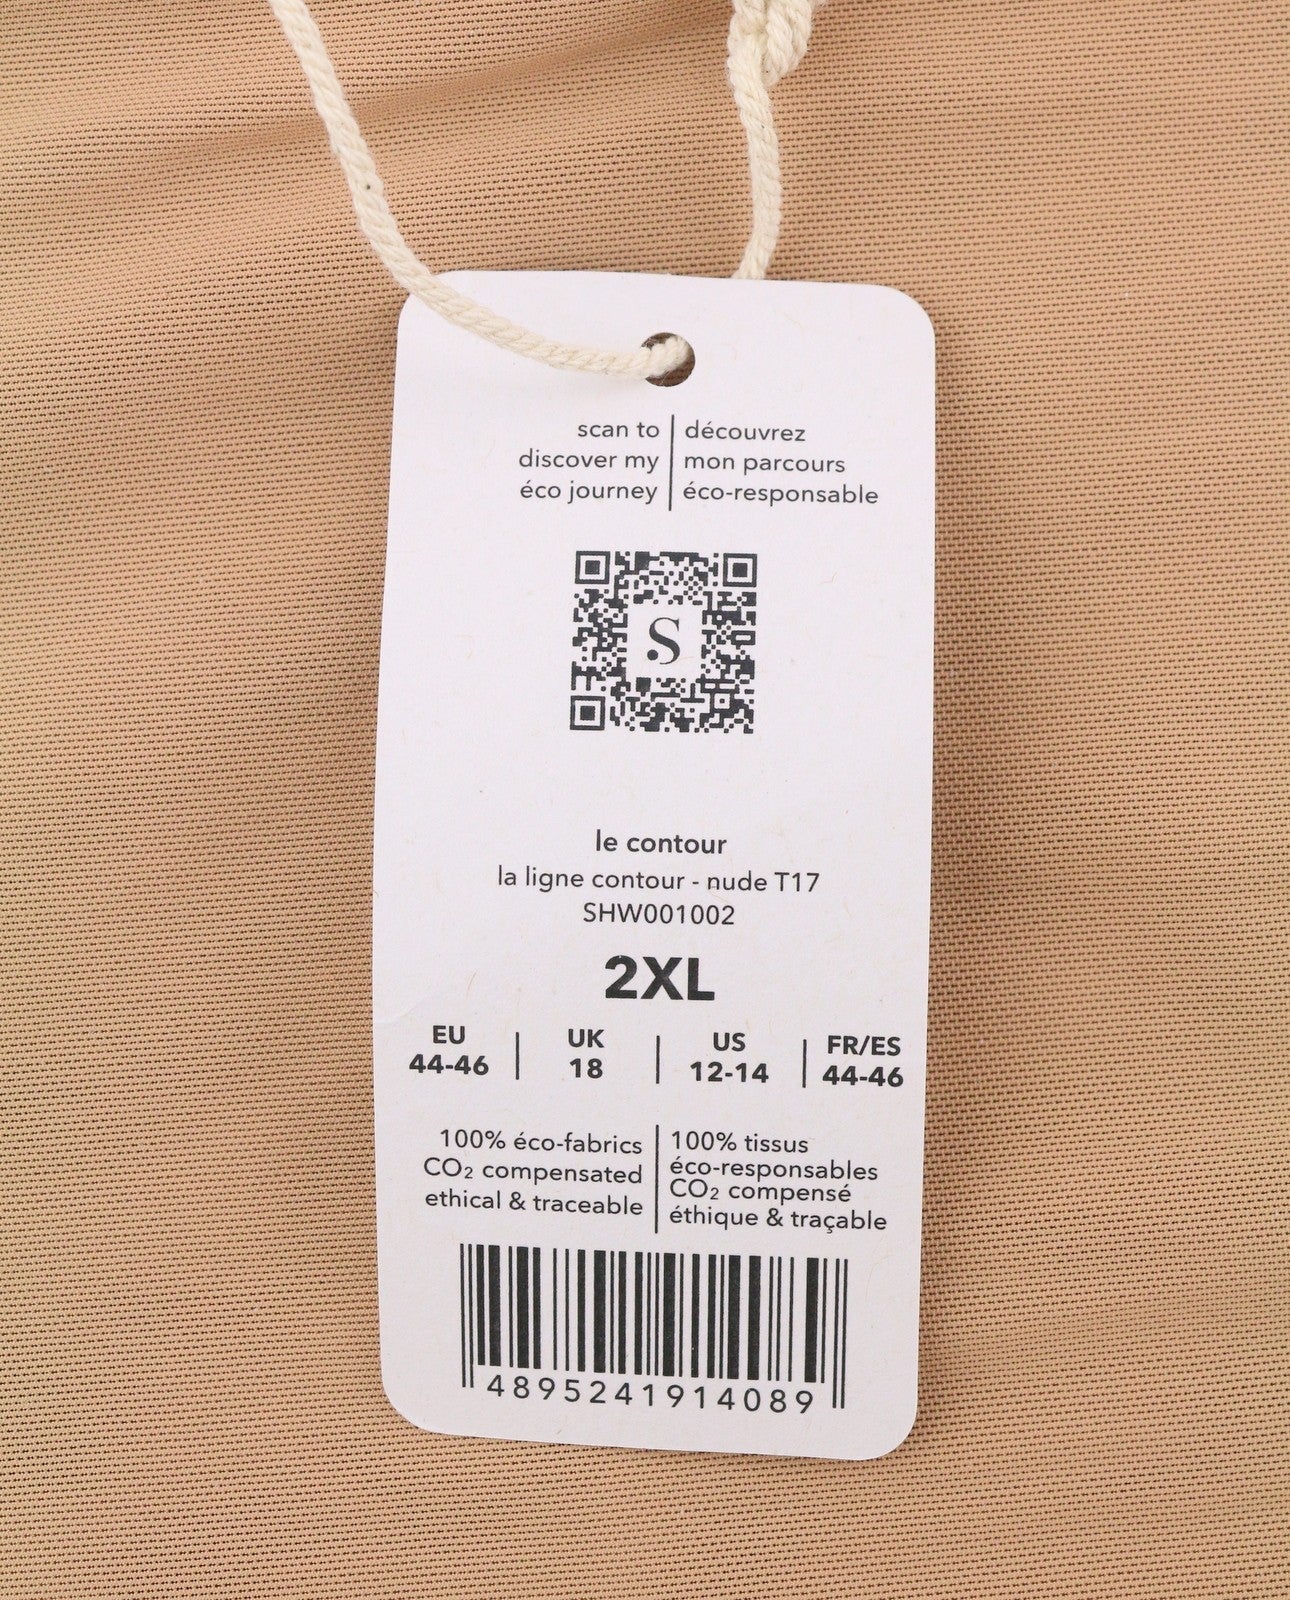 scan to
discover my
éco journey
découvrez
mon parcours
éco-responsable
S
le contour
la ligne contour - nude T17
SHW001002
2XL
EU
44-46
UK
18
US
12-14
FR/ES
44-46
100% éco-fabrics
CO₂ compensated
ethical & traceable
100% tissus
éco-responsables
CO₂ compensé
éthique & traçable
4895241914089